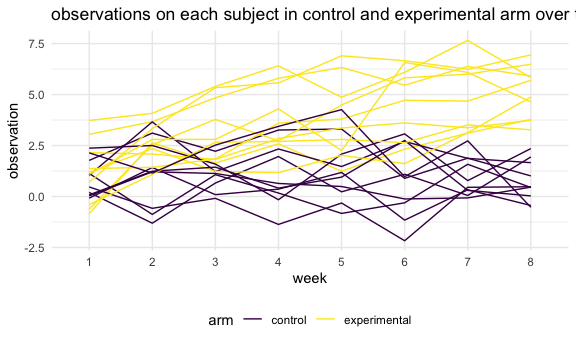 observations on each subject in control and experimental arm over
7.5
5.0
2.5
0.0
-2.5
observation
1 2 3 4 5 6 7 8
week
arm control experimental